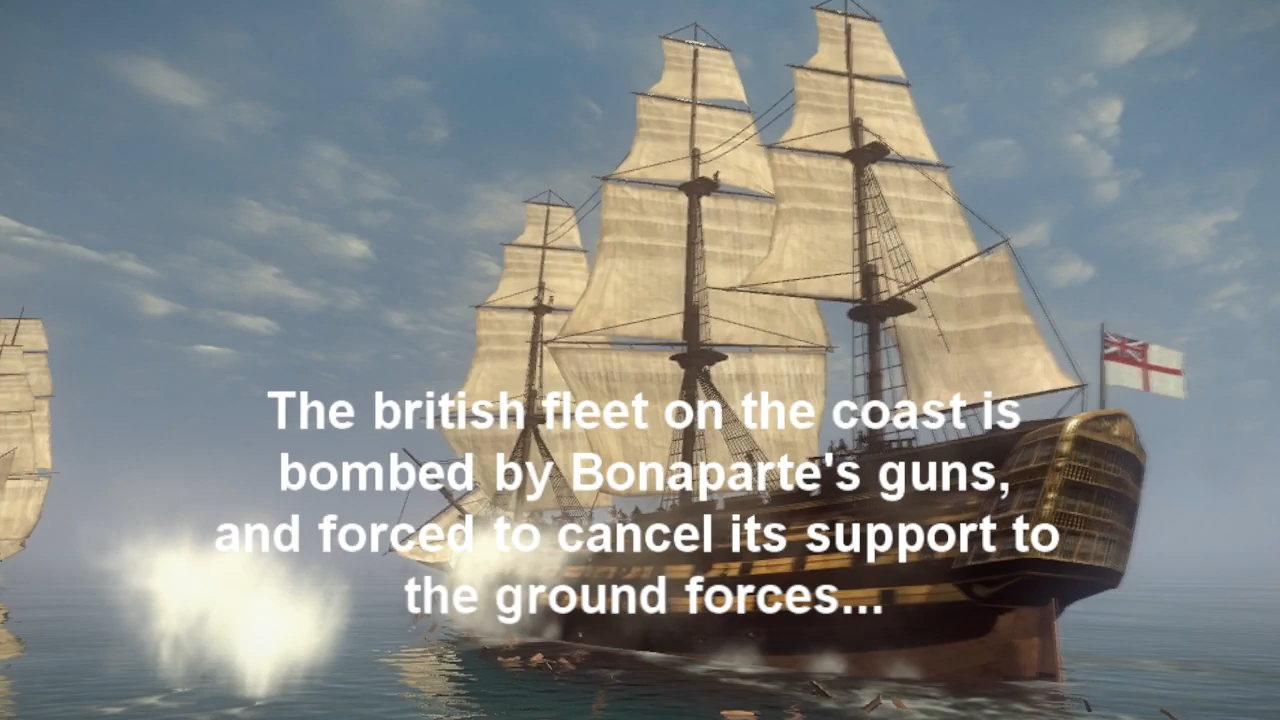 The british fleet on the coast is
bombed by Bonaparte's guns,
and forced to cancel its support to
the ground forces...